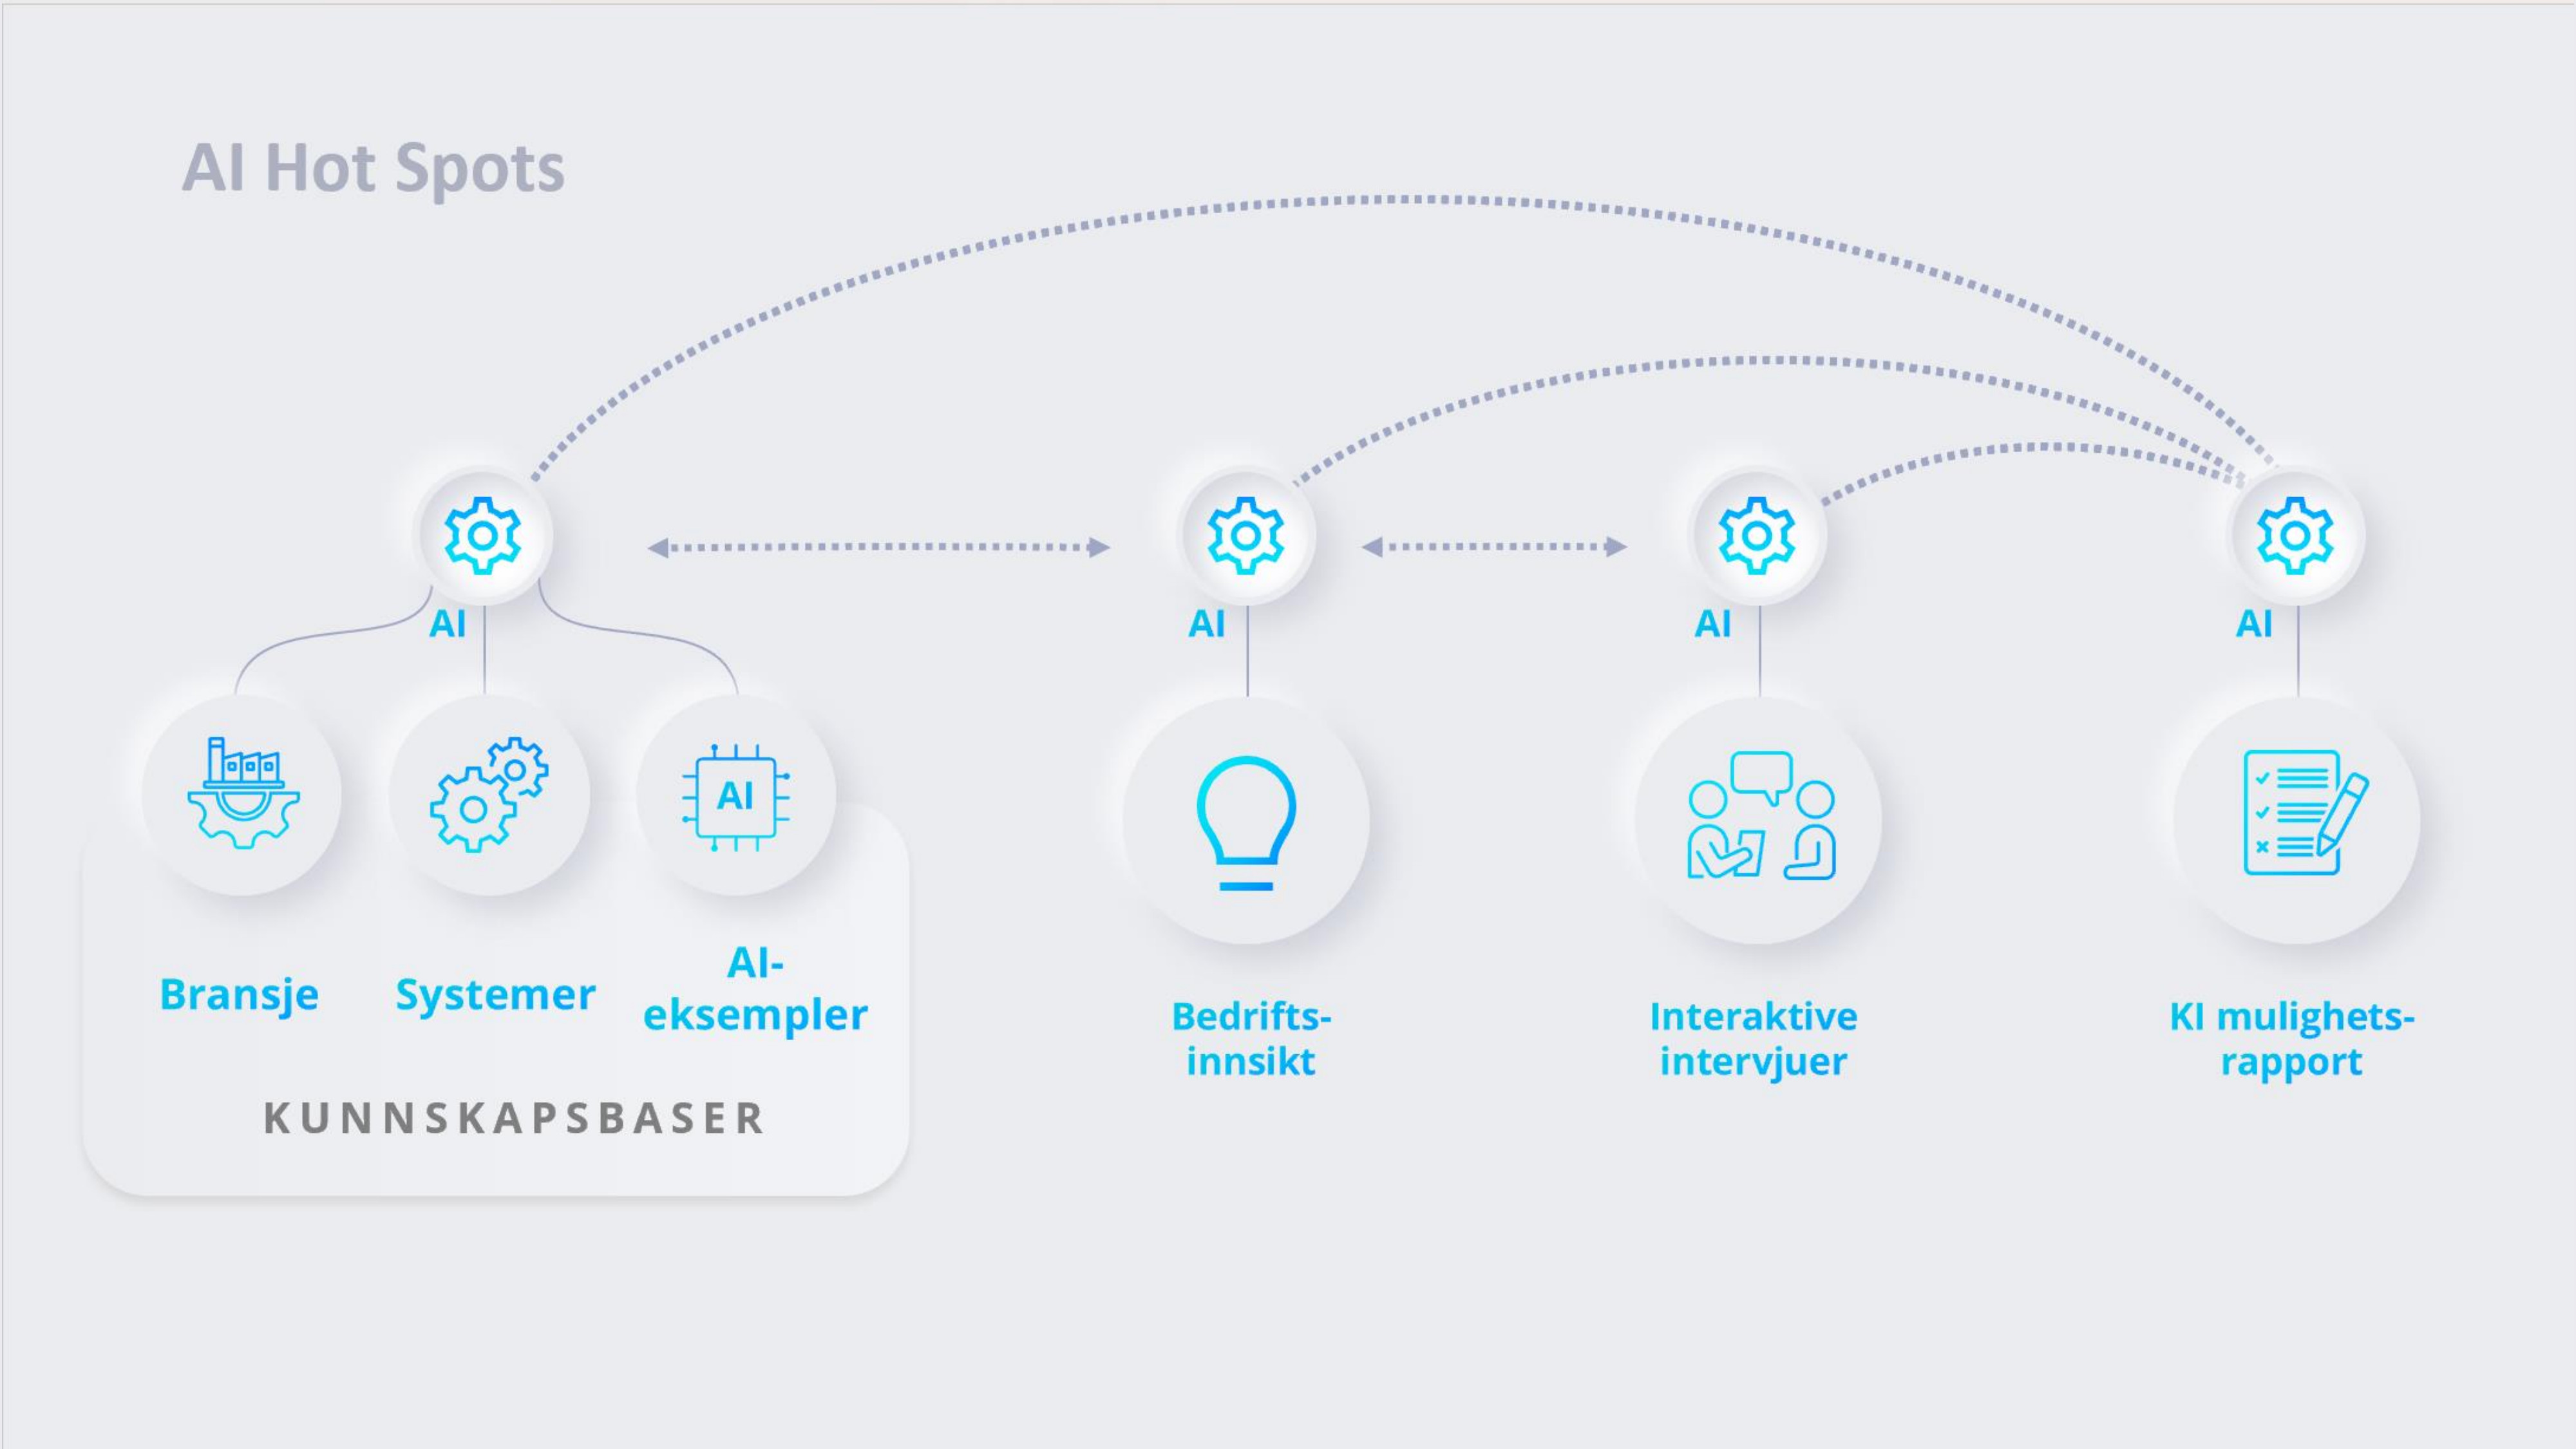 AI Hot Spots
AI
AI
AI
AI
AI
Bransje
Systemer
AI-
eksempler
KUNNSKAPSBASER
Bedrifts-
innsikt
Interaktive
intervjuer
KI mulighets-
rapport